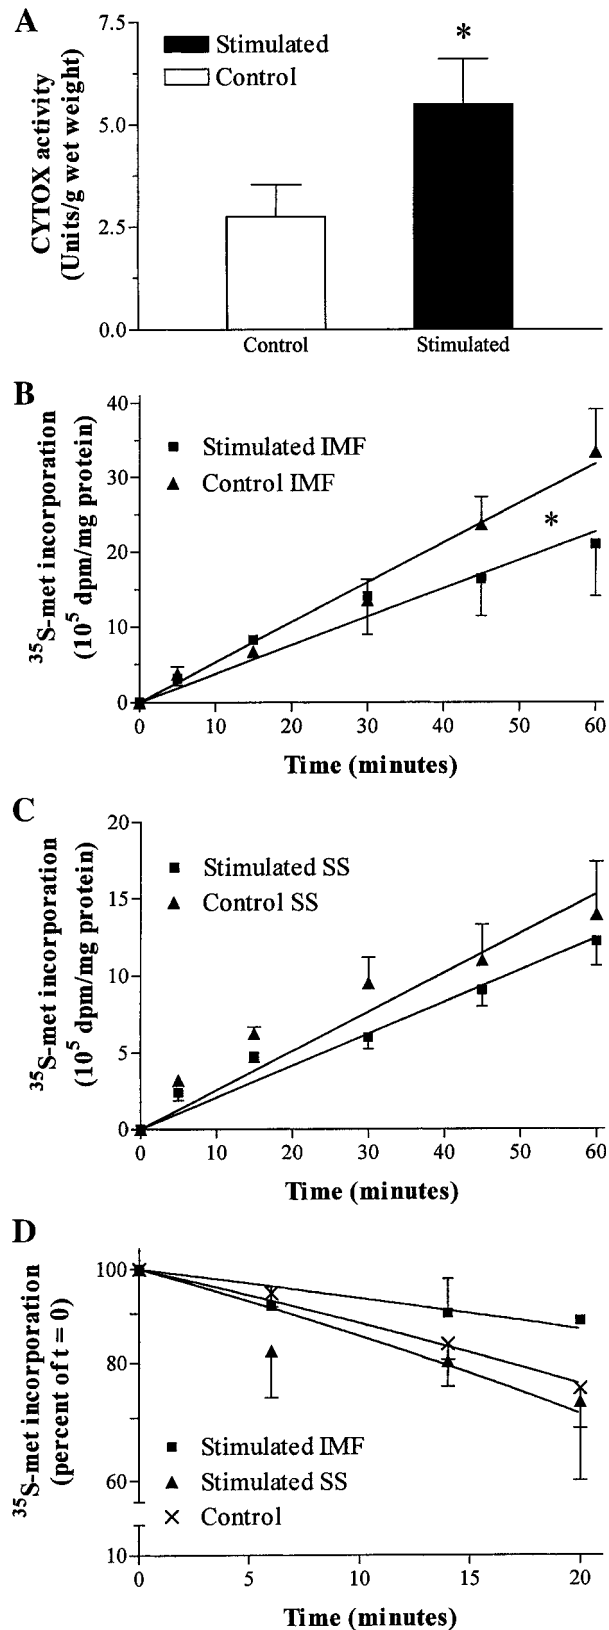 A
7.5
5.0
2.5
0.0
CYTOX activity
(Units/g wet weight)
Stimulated
Control
*
Control
Stimulated
B
40
30
20
10
0
35S-met incorporation
(10^5 dpm/mg protein)
Stimulated IMF
Control IMF
*
0 10 20 30 40 50 60
Time (minutes)
C
20
15
10
5
0
35S-met incorporation
(10^5 dpm/mg protein)
Stimulated SS
Control SS
0 10 20 30 40 50 60
Time (minutes)
D
100
80
60
10
35S-met incorporation
(percent of t = 0)
Stimulated IMF
Stimulated SS
Control
0 5 10 15 20
Time (minutes)